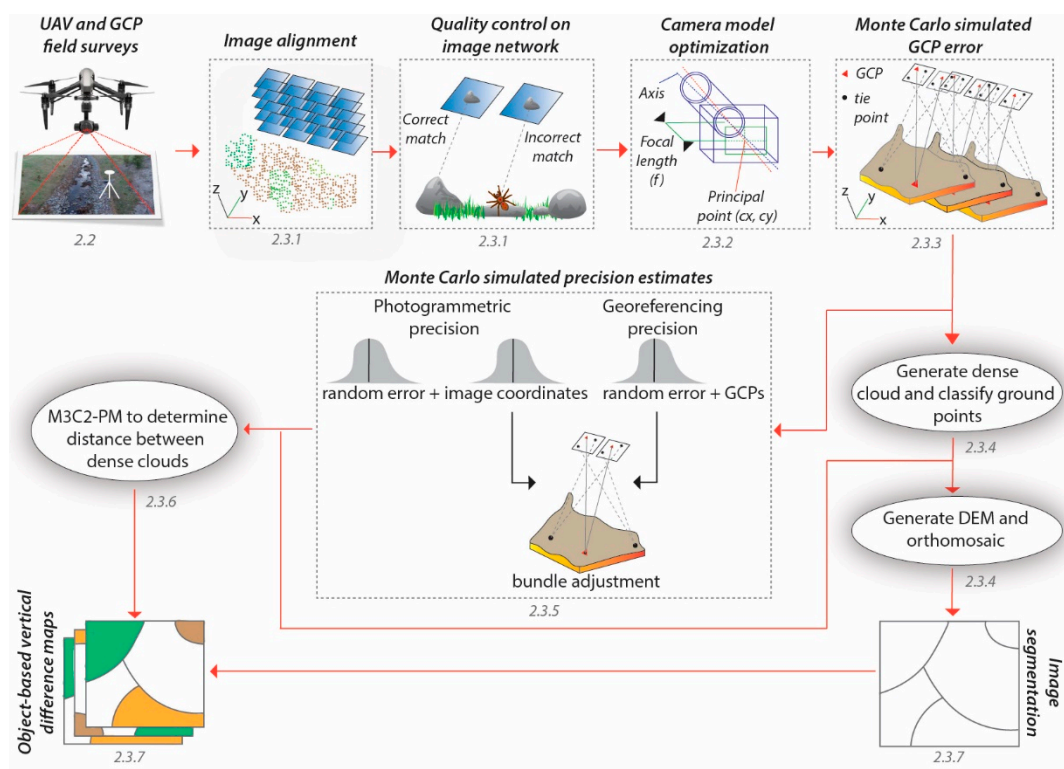 UAV and GCP
field surveys
2.2
Image alignment
z
y
x
2.3.1
Quality control on
image network
Correct
match
Incorrect
match
2.3.1
Camera model
optimization
Axis
Focal
length
(f)
Principal
point (cx, cy)
2.3.2
Monte Carlo simulated
GCP error
GCP
tie
point
z
y
x
2.3.3
Monte Carlo simulated precision estimates
Photogrammetric
precision
Georeferencing
precision
random error + image coordinates
random error + GCPs
bundle adjustment
2.3.5
Generate dense
cloud and classify ground
points
2.3.4
M3C2-PM to determine
distance between
dense clouds
2.3.6
Generate DEM and
orthomosaic
2.3.4
Object-based vertical
difference maps
2.3.7
Image
segmentation
2.3.7